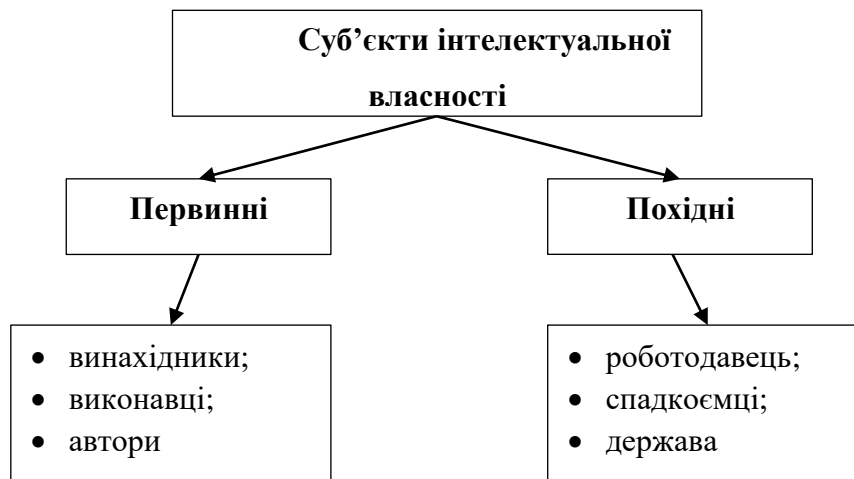 Суб’єкти інтелектуальної
власності
Первинні
Похідні
• винахідники;
• виконавці;
• автори
• роботодавець;
• спадкоємці;
• держава